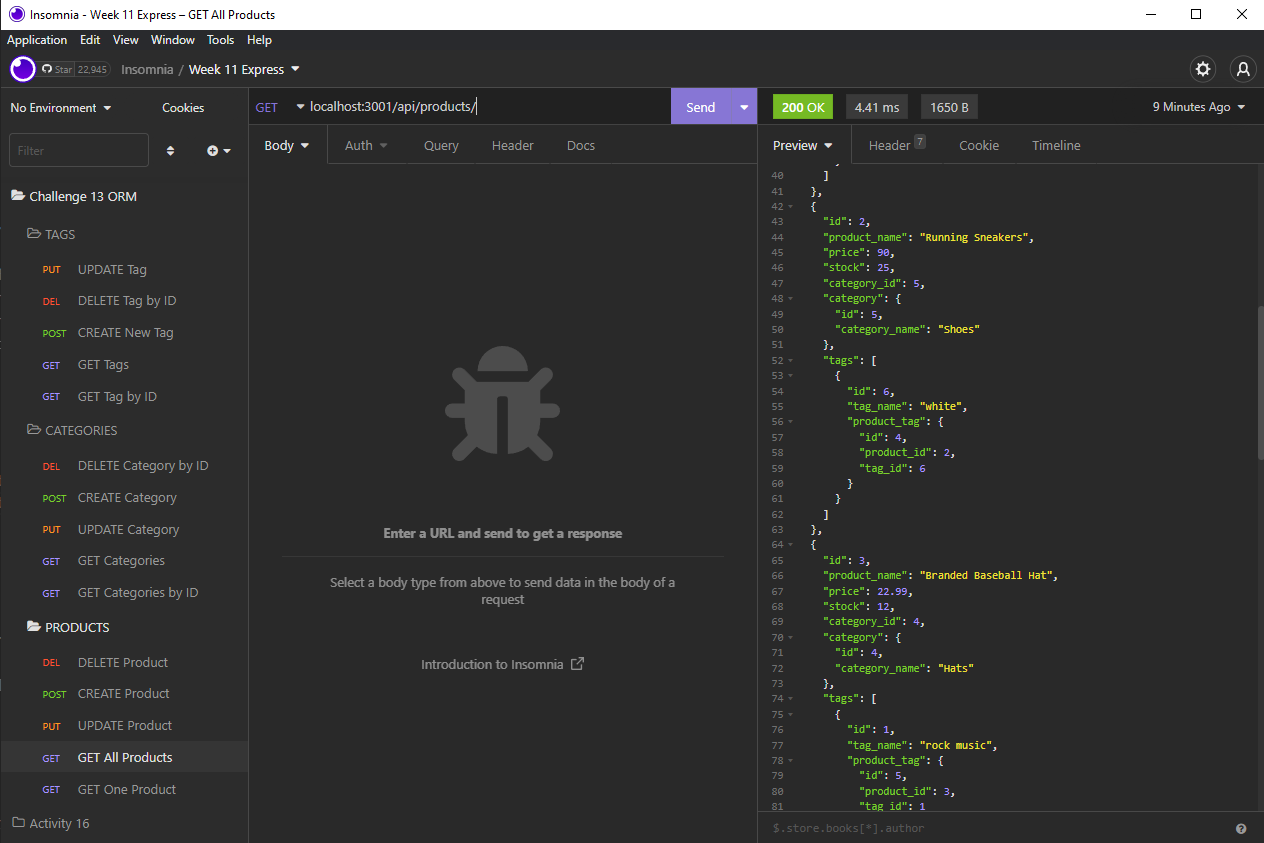 Insomnia - Week 11 Express – GET All Products
Application Edit View Window Tools Help
Star 22,945 Insomnia / Week 11 Express
No Environment Cookies
Filter
Challenge 13 ORM
TAGS
PUT UPDATE Tag
DEL DELETE Tag by ID
POST CREATE New Tag
GET GET Tags
GET GET Tag by ID
CATEGORIES
DEL DELETE Category by ID
POST CREATE Category
PUT UPDATE Category
GET GET Categories
GET GET Categories by ID
PRODUCTS
DEL DELETE Product
POST CREATE Product
PUT UPDATE Product
GET GET All Products
GET GET One Product
Activity 16
GET localhost:3001/api/products/ Send
Body Auth Query Header Docs
Enter a URL and send to get a response
Select a body type from above to send data in the body of a
request
Introduction to Insomnia
200 OK 4.41 ms 1650 B 9 Minutes Ago
Preview Header 7 Cookie Timeline
40 ]
41 },
42 {
43 "id": 2,
44 "product_name": "Running Sneakers",
45 "price": 90,
46 "stock": 25,
47 "category_id": 5,
48 "category": {
49 "id": 5,
50 "category_name": "Shoes"
51 },
52 "tags": [
53 {
54 "id": 6,
55 "tag_name": "white",
56 "product_tag": {
57 "id": 4,
58 "product_id": 2,
59 "tag_id": 6
60 }
61 }
62 ]
63 },
64 {
65 "id": 3,
66 "product_name": "Branded Baseball Hat",
67 "price": 22.99,
68 "stock": 12,
69 "category_id": 4,
70 "category": {
71 "id": 4,
72 "category_name": "Hats"
73 },
74 "tags": [
75 {
76 "id": 1,
77 "tag_name": "rock music",
78 "product_tag": {
79 "id": 5,
80 "product_id": 3,
81 "tag_id": 1
$.store.books[*].author